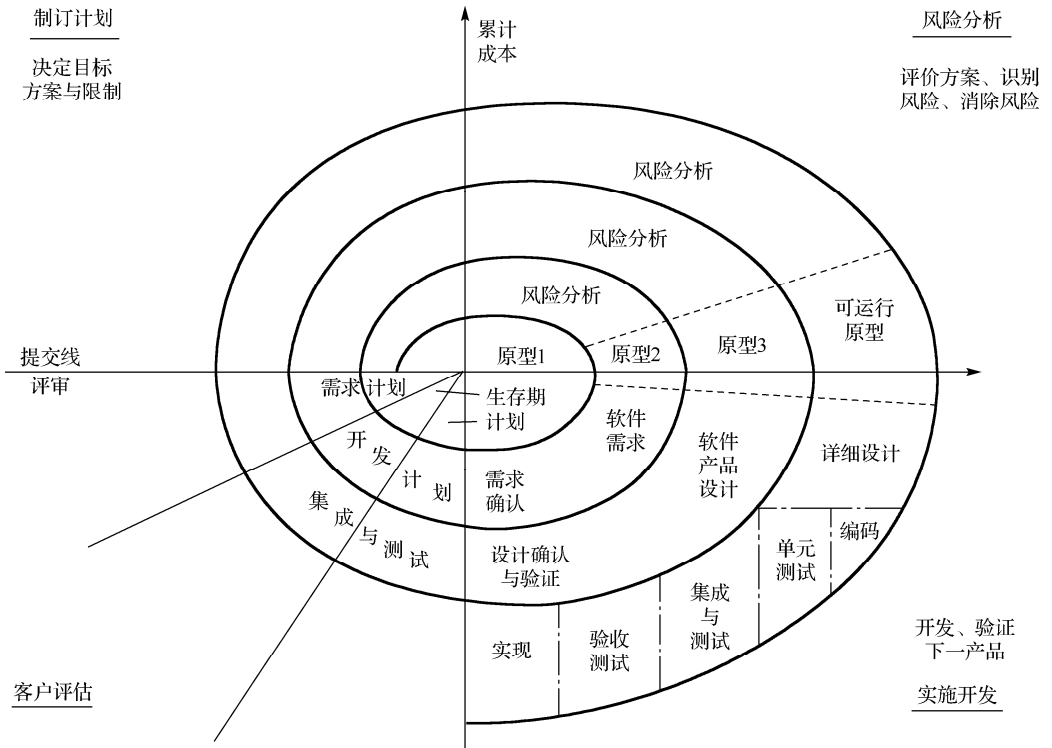 制订计划
决定目标
方案与限制
累计
成本
风险分析
评价方案、识别
风险、消除风险
风险分析
风险分析
风险分析
原型1
原型2
原型3
可运行
原型
提交线
评审
需求计划
生存期
计划
开发计划
集成与测试
软件
需求
需求
确认
软件
产品
设计
详细设计
设计确认
与验证
编码
单元
测试
集成
与
测试
验收
测试
实现
开发、验证
下一产品
实施开发
客户评估